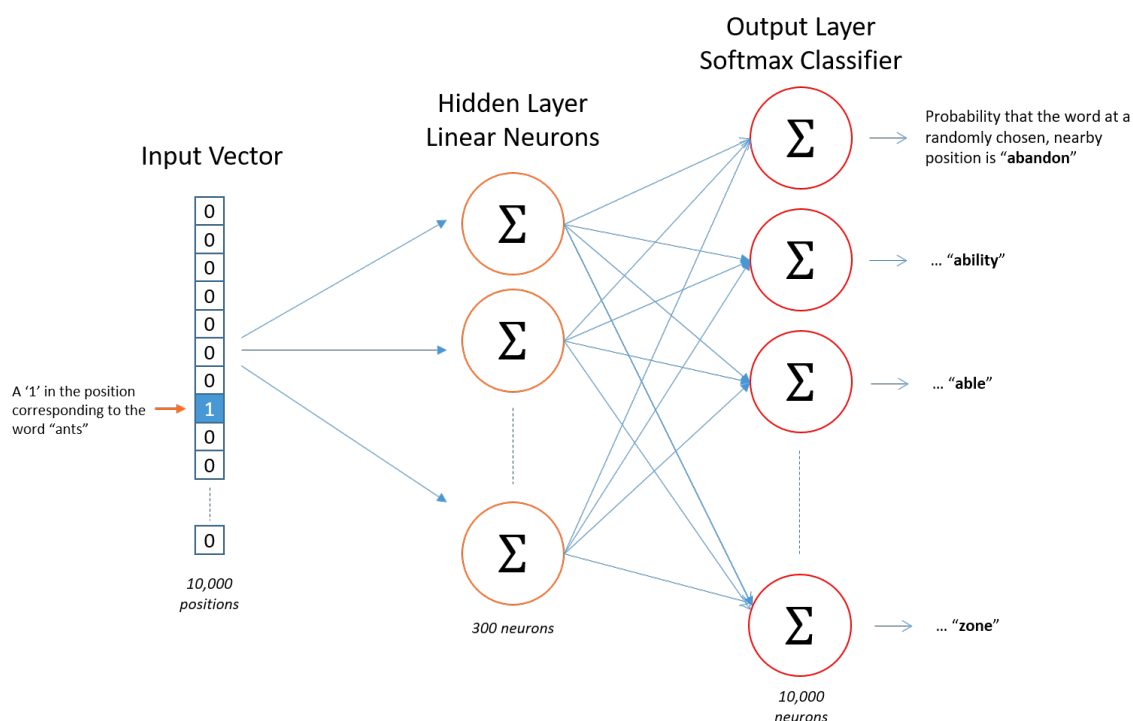 Output Layer
Softmax Classifier
Hidden Layer
Linear Neurons
Input Vector
0
0
0
0
0
0
0
1
0
0
0
A ‘1’ in the position
corresponding to the
word “ants”
10,000
positions
Σ
Σ
Σ
300 neurons
Σ
Σ
Σ
Σ
10,000
neurons
Probability that the word at a
randomly chosen, nearby
position is “abandon”
... “ability”
... “able”
... “zone”